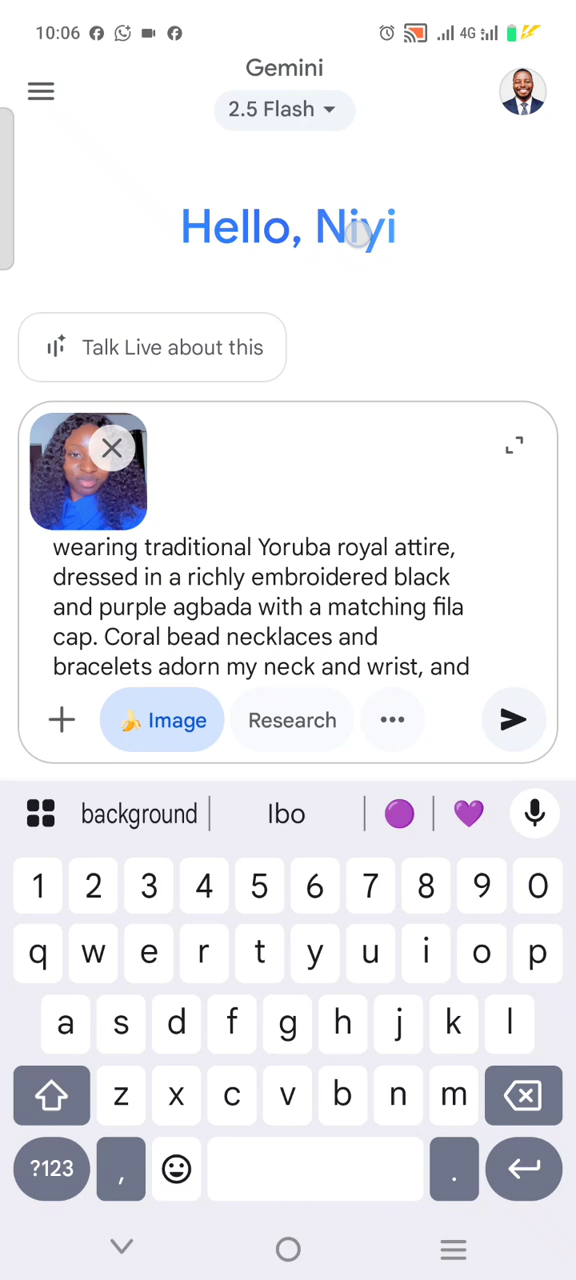 10:06
4G
Gemini
2.5 Flash
Hello, Niyi
Talk Live about this
wearing traditional Yoruba royal attire,
dressed in a richly embroidered black
and purple agbada with a matching fila
cap. Coral bead necklaces and
bracelets adorn my neck and wrist, and
Image Research
background Ibo
1 2 3 4 5 6 7 8 9 0
q w e r t y u i o p
a s d f g h j k l
z x c v b n m
?123 , .